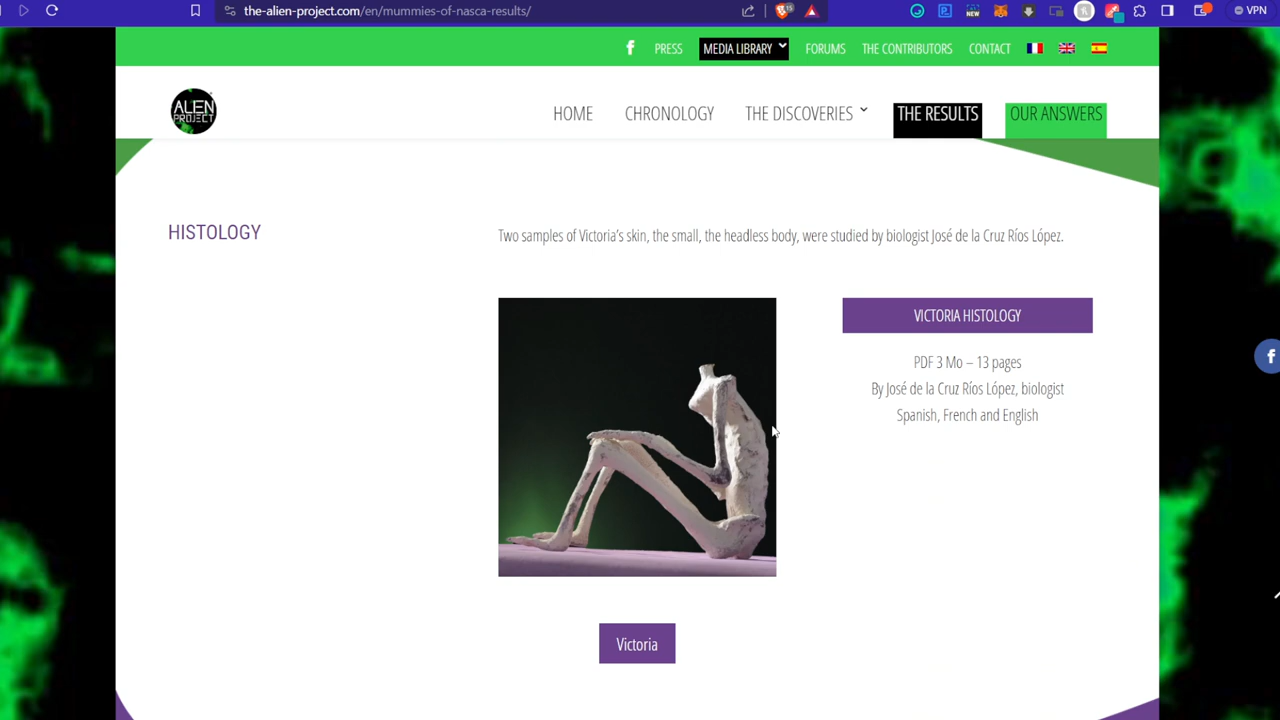 the-alien-project.com/en/mummies-of-nasca-results/
15
NEW
VPN
PRESS
MEDIA LIBRARY
FORUMS
THE CONTRIBUTORS
CONTACT
ALEN
PROJECT
HOME
CHRONOLOGY
THE DISCOVERIES
THE RESULTS
OUR ANSWERS
HISTOLOGY
Two samples of Victoria's skin, the small, the headless body, were studied by biologist José de la Cruz Ríos López.
VICTORIA HISTOLOGY
PDF 3 Mo – 13 pages
By José de la Cruz Ríos López, biologist
Spanish, French and English
Victoria